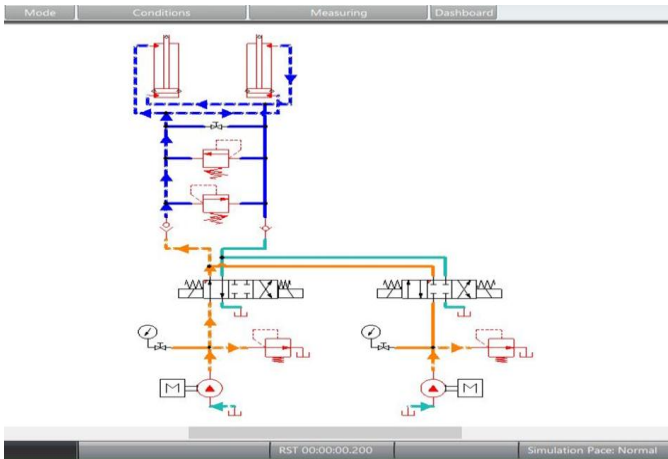 Mode Conditions Measuring Dashboard
M M
RST 00:00:00.200 Simulation Pace: Normal